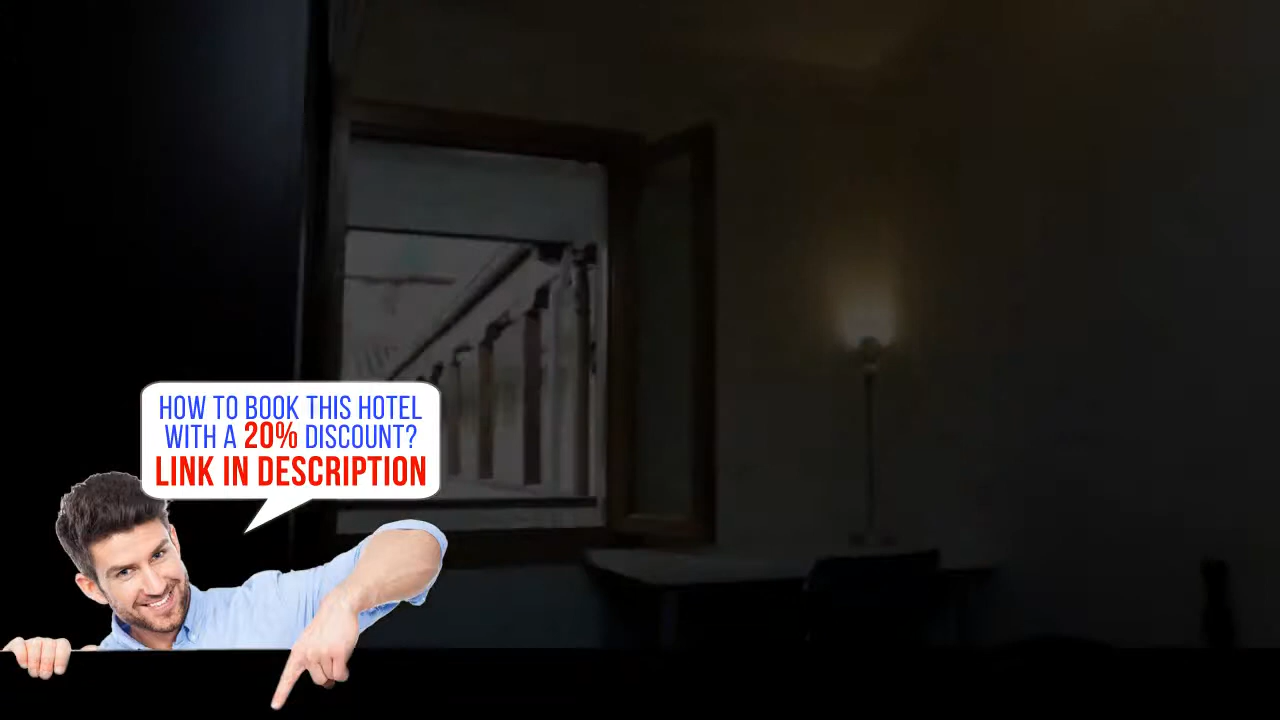 HOW TO BOOK THIS HOTEL
WITH A 20% DISCOUNT?
LINK IN DESCRIPTION